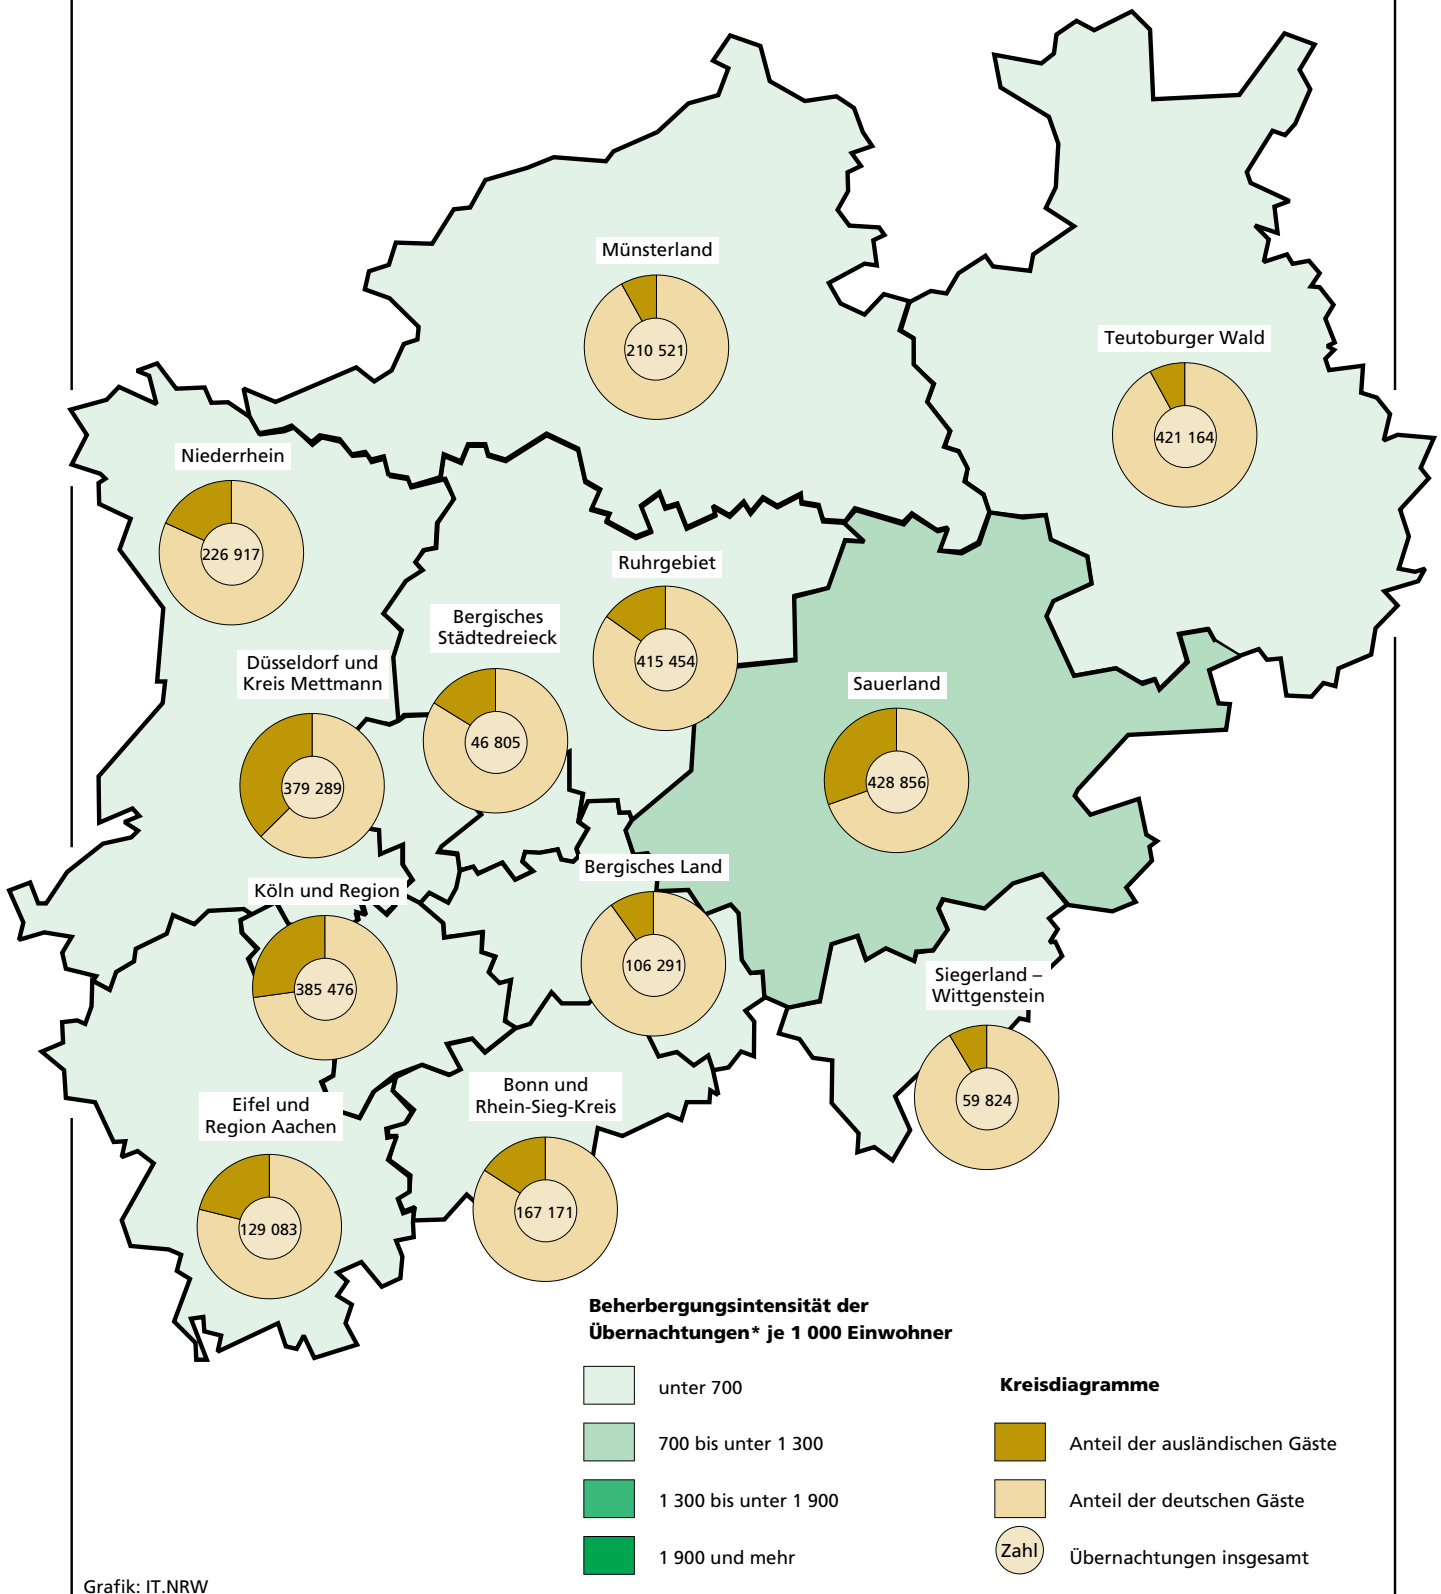 Münsterland
210 521
Teutoburger Wald
421 164
Niederrhein
226 917
Ruhrgebiet
415 454
Bergisches
Städtedreieck
46 805
Düsseldorf und
Kreis Mettmann
379 289
Sauerland
428 856
Köln und Region
385 476
Bergisches Land
106 291
Siegerland –
Wittgenstein
59 824
Bonn und
Rhein-Sieg-Kreis
167 171
Eifel und
Region Aachen
129 083
Beherbergungsintensität der
Übernachtungen* je 1 000 Einwohner
unter 700
700 bis unter 1 300
1 300 bis unter 1 900
1 900 und mehr
Kreisdiagramme
Anteil der ausländischen Gäste
Anteil der deutschen Gäste
Zahl Übernachtungen insgesamt
Grafik: IT.NRW